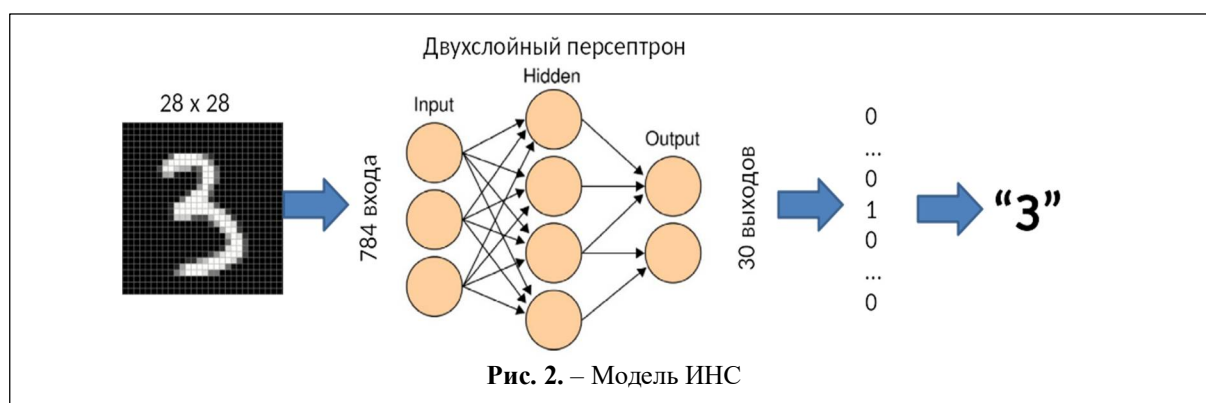 Двухслойный персептрон
28 x 28
Input
Hidden
Output
784 входа
30 выходов
0
...
0
1
0
...
0
“3”
Рис. 2. – Модель ИНС